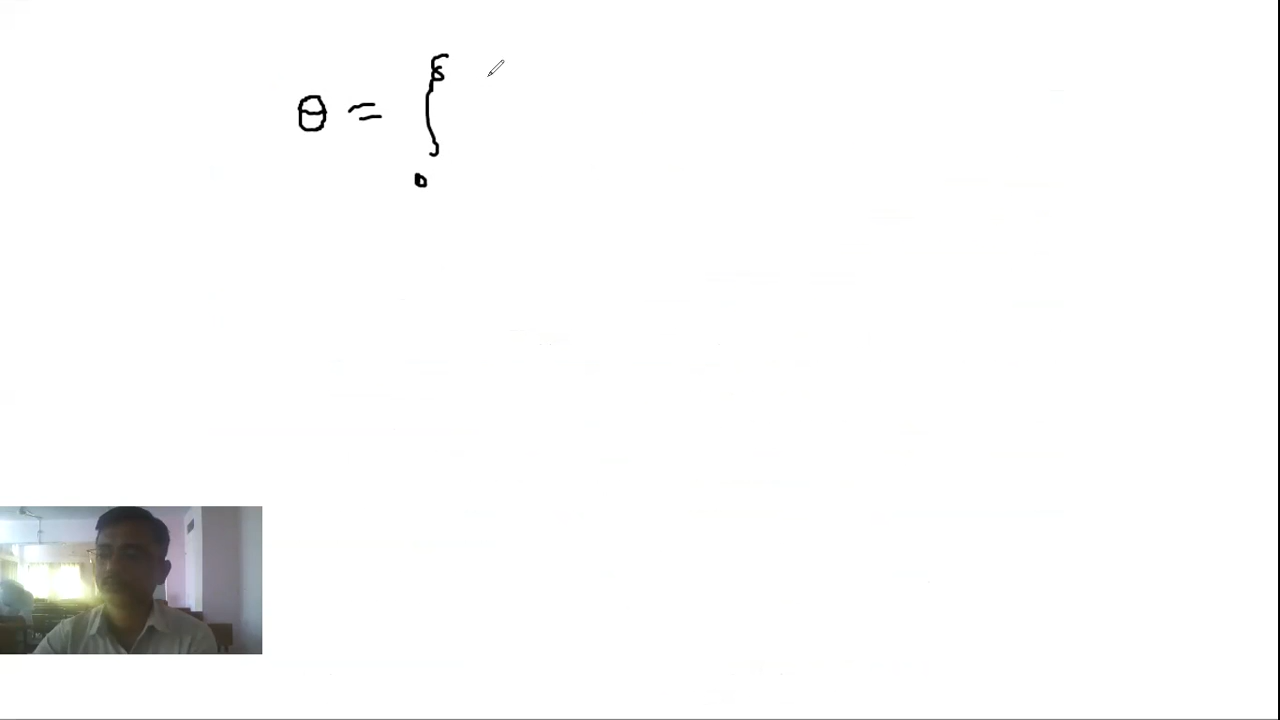 θ = ∫₀^δ